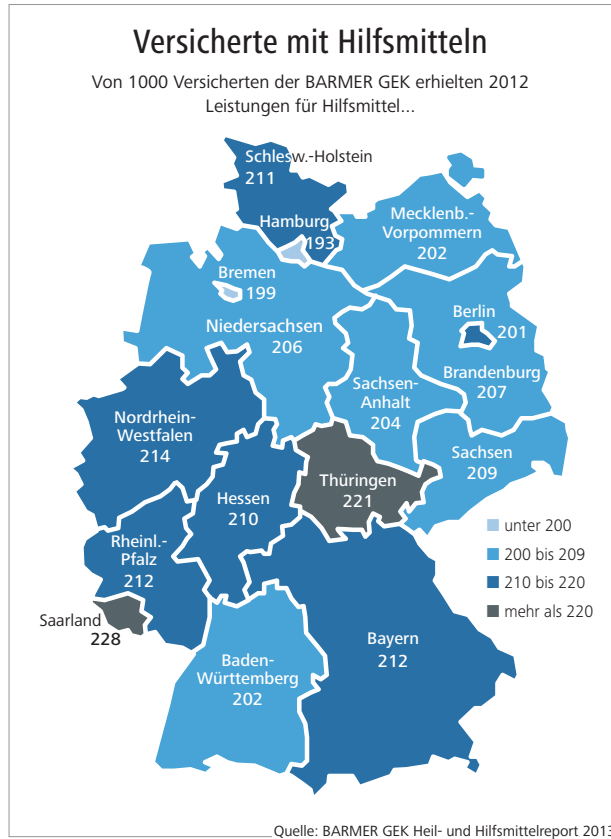 Versicherte mit Hilfsmitteln
Von 1000 Versicherten der BARMER GEK erhielten 2012
Leistungen für Hilfsmittel...
Schlesw.-Holstein
211
Hamburg
193
Mecklenb.-
Vorpommern
202
Bremen
199
Berlin
201
Niedersachsen
206
Brandenburg
207
Sachsen-
Anhalt
204
Nordrhein-
Westfalen
214
Sachsen
209
Thüringen
221
Hessen
210
Rheinl.-
Pfalz
212
Saarland
228
Bayern
212
Baden-
Württemberg
202
unter 200
200 bis 209
210 bis 220
mehr als 220
Quelle: BARMER GEK Heil- und Hilfsmittelreport 2013